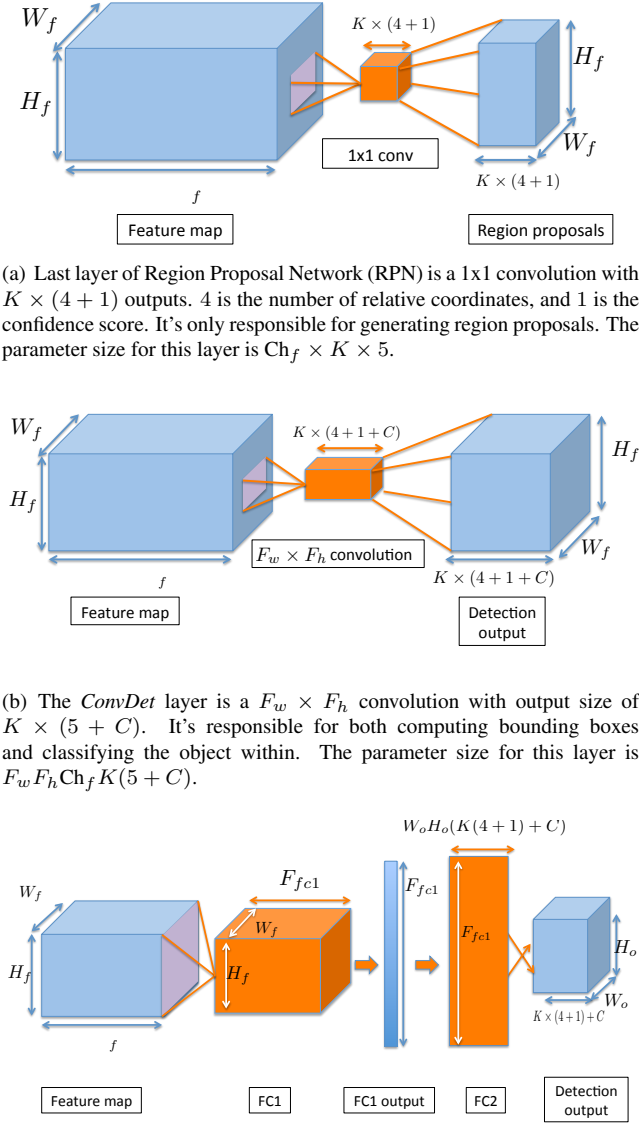 W_f
K × (4 + 1)
H_f
H_f
W_f
1x1 conv
K × (4 + 1)
f
Feature map
Region proposals
(a) Last layer of Region Proposal Network (RPN) is a 1x1 convolution with
K × (4 + 1) outputs. 4 is the number of relative coordinates, and 1 is the
confidence score. It's only responsible for generating region proposals. The
parameter size for this layer is Ch_f × K × 5.
W_f
K × (4 + 1 + C)
H_f
H_f
W_f
F_w × F_h convolution
K × (4 + 1 + C)
f
Feature map
Detection
output
(b) The ConvDet layer is a F_w × F_h convolution with output size of
K × (5 + C). It's responsible for both computing bounding boxes
and classifying the object within. The parameter size for this layer is
F_w F_h Ch_f K(5 + C).
W_o H_o (K(4 + 1) + C)
F_{fc1}
W_f
F_{fc1}
W_f
F_{fc1}
H_f
H_f
H_o
W_o
K × (4 + 1) + C
f
Feature map
FC1
FC1 output
FC2
Detection
output